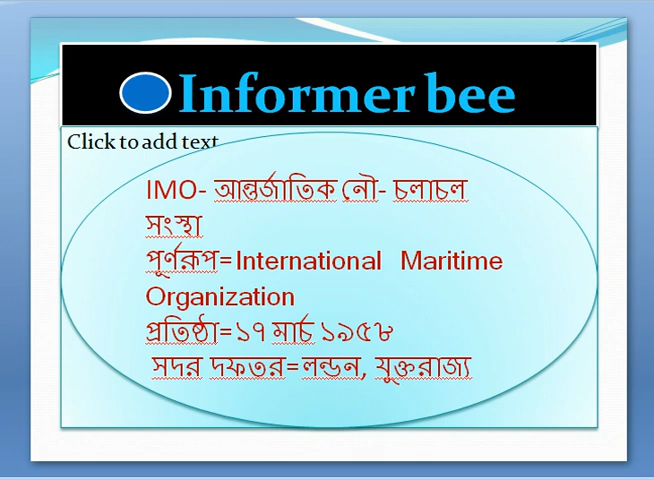 Informer bee
Click to add text
IMO- আন্তর্জাতিক নৌ- চলাচল
সংস্থা
পূর্ণরূপ=International Maritime
Organization
প্রতিষ্ঠা=১৭ মার্চ ১৯৫৮
সদর দফতর=লন্ডন, যুক্তরাজ্য